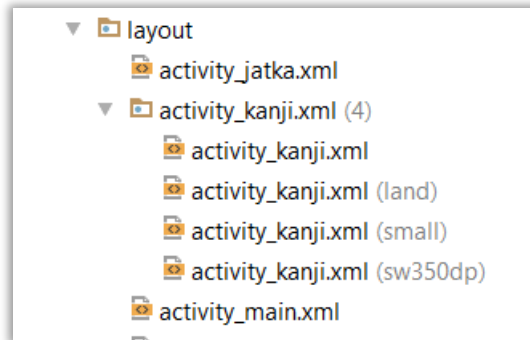 layout
activity_jatka.xml
activity_kanji.xml (4)
activity_kanji.xml
activity_kanji.xml (land)
activity_kanji.xml (small)
activity_kanji.xml (sw350dp)
activity_main.xml